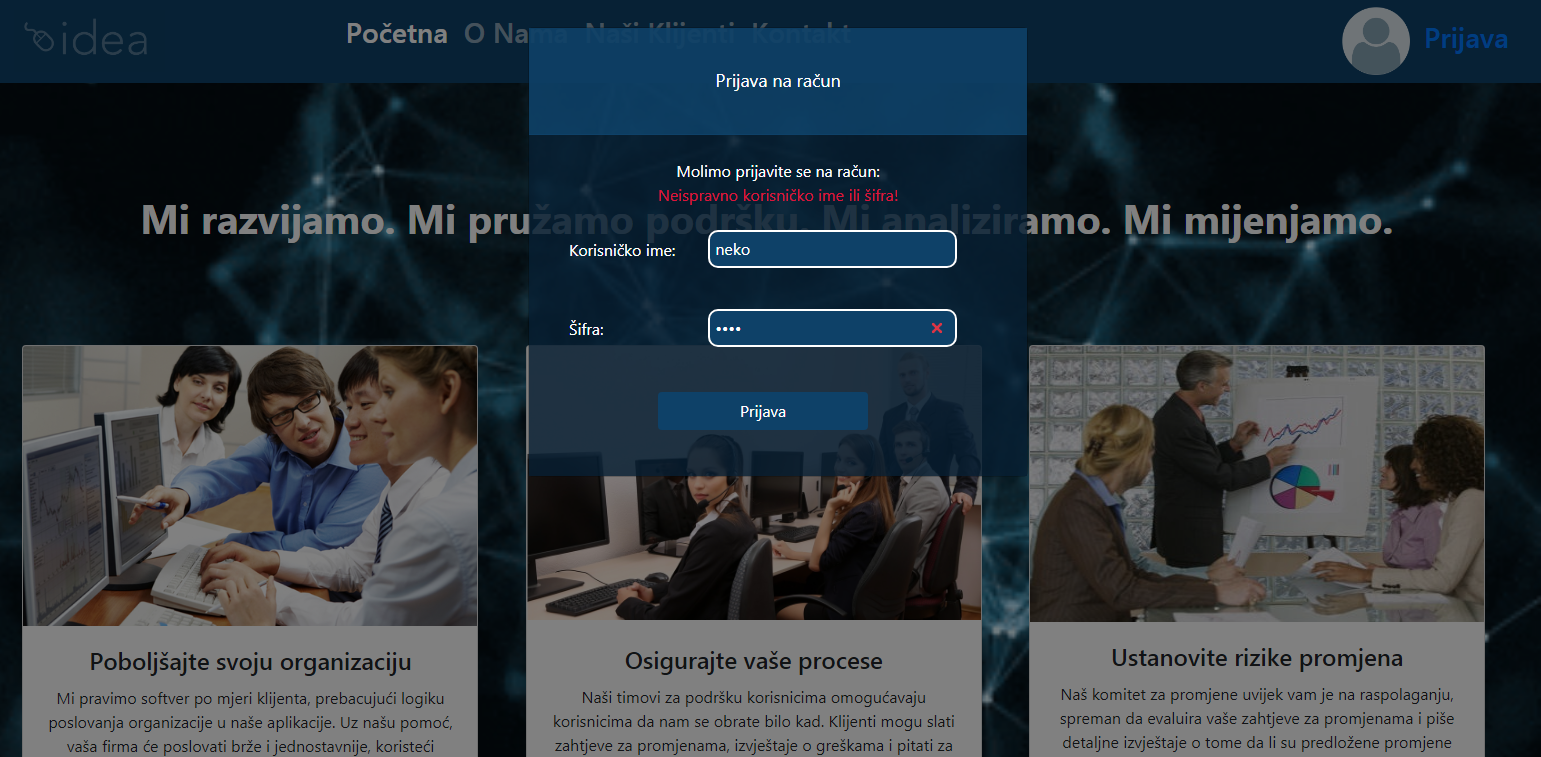 idea
Početna O Nama Naši Klijenti Kontakt
Prijava
Prijava na račun
Molimo prijavite se na račun:
Neispravno korisničko ime ili šifra!
Mi razvijamo. Mi pružamo podršku. Mi analiziramo. Mi mijenjamo.
Korisničko ime: neko
Šifra: ••••
Prijava
Poboljšajte svoju organizaciju
Mi pravimo softver po mjeri klijenta, prebacujući logiku
poslovanja organizacije u naše aplikacije. Uz našu pomoć,
vaša firma će poslovati brže i jednostavnije, koristeći
Osigurajte vaše procese
Naši timovi za podršku korisnicima omogućavaju
korisnicima da nam se obrate bilo kad. Klijenti mogu slati
zahtjeve za promjenama, izvještaje o greškama i pitati za
Ustanovite rizike promjena
Naš komitet za promjene uvijek vam je na raspolaganju,
spreman da evaluira vaše zahtjeve za promjenama i piše
detaljne izvještaje o tome da li su predložene promjene